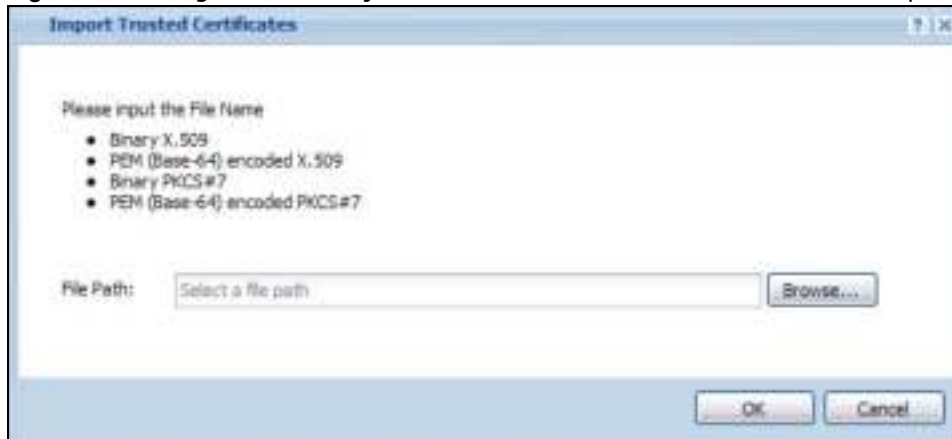 Import Trusted Certificates
Please input the File Name
• Binary X.509
• PEM (Base-64) encoded X.509
• Binary PKCS#7
• PEM (Base-64) encoded PKCS#7
File Path: Select a file path Browse...
OK Cancel